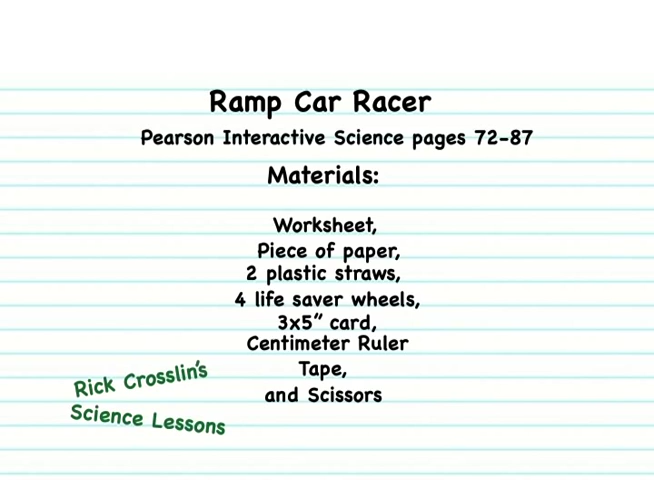 Ramp Car Racer
Pearson Interactive Science pages 72-87
Materials:
Worksheet,
Piece of paper,
2 plastic straws,
4 life saver wheels,
3x5" card,
Centimeter Ruler
Tape,
and Scissors
Rick Crosslin's
Science Lessons